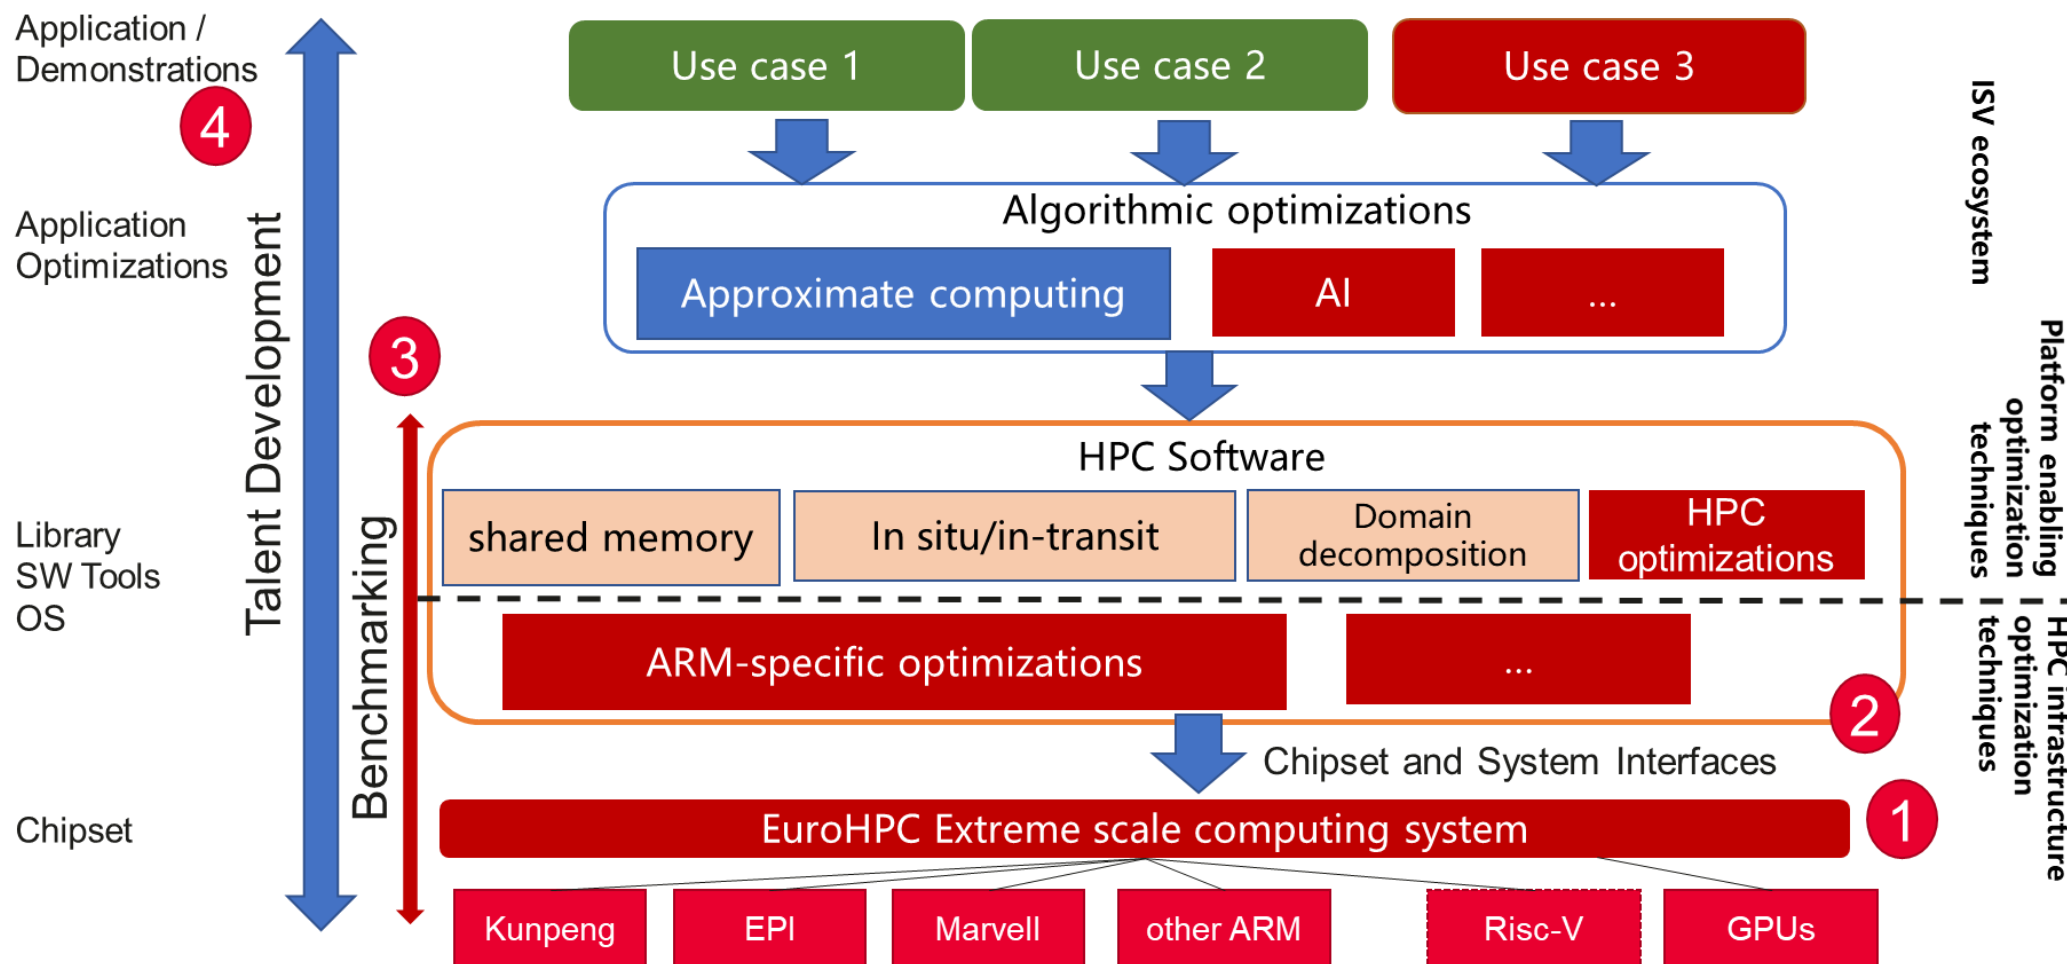 Application /
Demonstrations
4
Use case 1
Use case 2
Use case 3
ISV ecosystem
Application
Optimizations
Talent Development
Algorithmic optimizations
Approximate computing
AI
...
3
Platform enabling
optimization
techniques
Benchmarking
HPC Software
shared memory
In situ/in-transit
Domain
decomposition
HPC
optimizations
Library
SW Tools
OS
ARM-specific optimizations
...
2
HPC infrastructure
optimization
techniques
Chipset and System Interfaces
Chipset
EuroHPC Extreme scale computing system
1
Kunpeng
EPI
Marvell
other ARM
Risc-V
GPUs